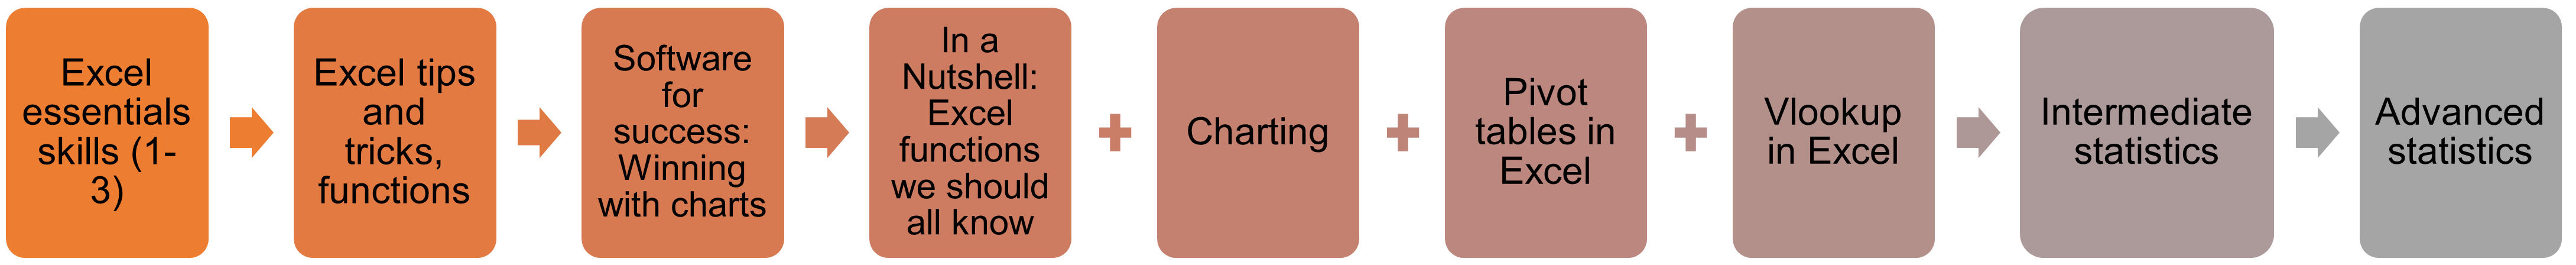 Excel
essentials
skills (1-
3)
Excel tips
and
tricks,
functions
Software
for
success:
Winning
with charts
In a
Nutshell:
Excel
functions
we should
all know
Charting
Pivot
tables in
Excel
Vlookup
in Excel
Intermediate
statistics
Advanced
statistics